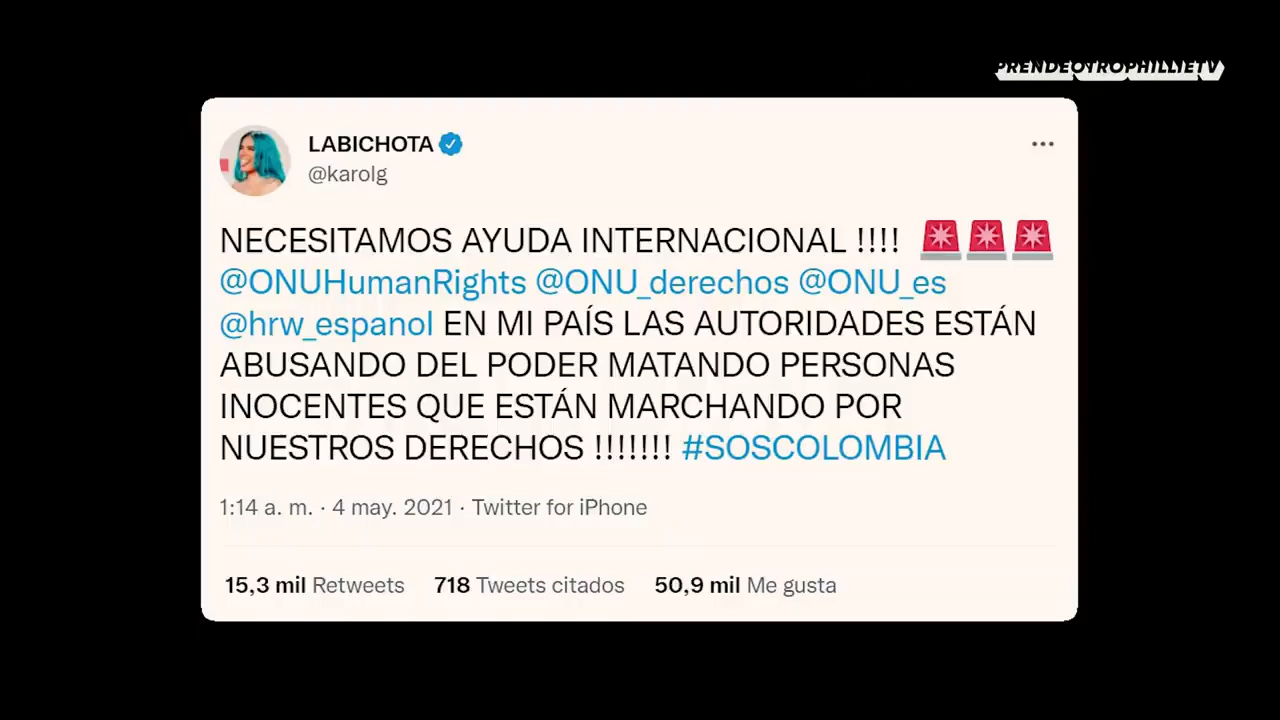 PRENDEOTROPHILLIETV
LABICHOTA
@karolg
NECESITAMOS AYUDA INTERNACIONAL !!!! 🚨🚨🚨
@ONUHumanRights @ONU_derechos @ONU_es
@hrw_espanol EN MI PAÍS LAS AUTORIDADES ESTÁN
ABUSANDO DEL PODER MATANDO PERSONAS
INOCENTES QUE ESTÁN MARCHANDO POR
NUESTROS DERECHOS !!!!!!! #SOSCOLOMBIA
1:14 a. m. · 4 may. 2021 · Twitter for iPhone
15,3 mil Retweets 718 Tweets citados 50,9 mil Me gusta